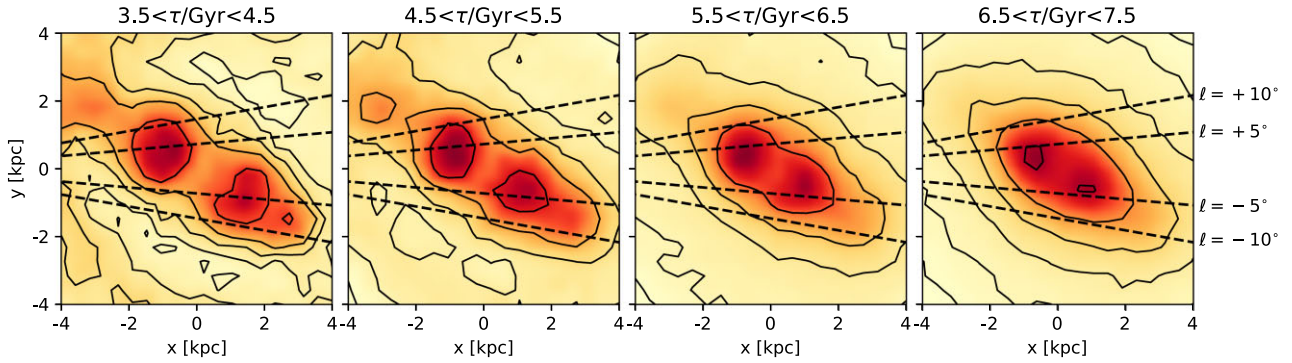 3.5<τ/Gyr<4.5 4.5<τ/Gyr<5.5 5.5<τ/Gyr<6.5 6.5<τ/Gyr<7.5
4
ℓ = +10°
2
ℓ = +5°
y [kpc]
0
ℓ = −5°
-2
ℓ = −10°
-4
-4 -2 0 2 4 -4 -2 0 2 4 -4 -2 0 2 4 -4 -2 0 2 4
x [kpc] x [kpc] x [kpc] x [kpc]